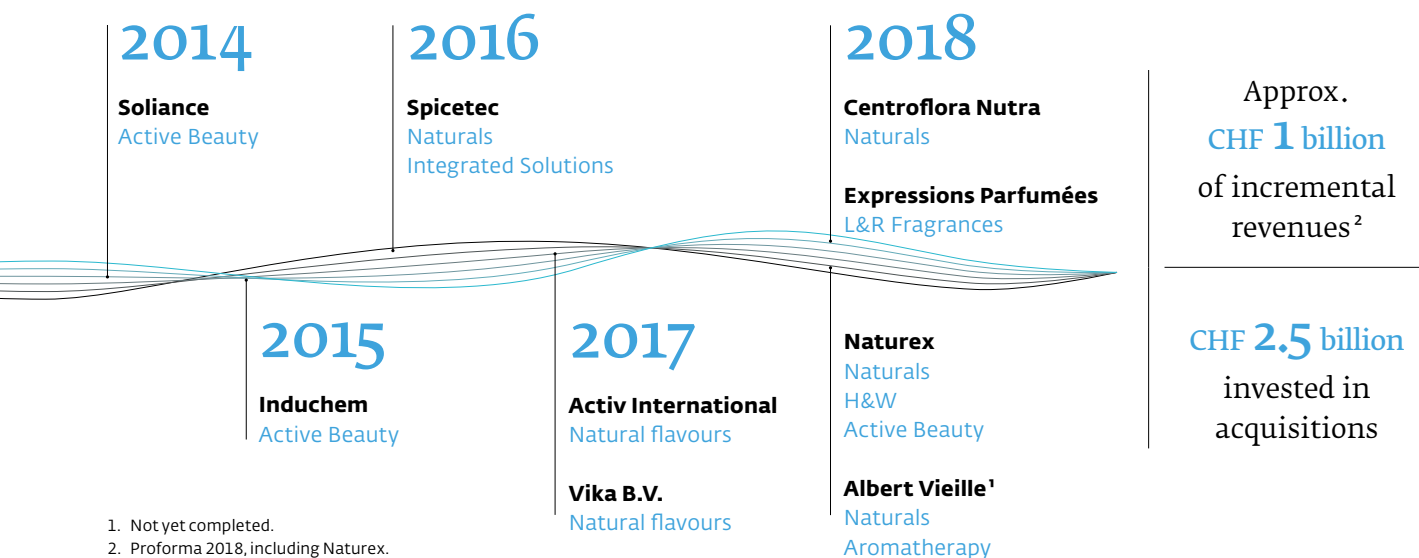 2014
Soliance
Active Beauty
2016
Spicetec
Naturals
Integrated Solutions
2018
Centroflora Nutra
Naturals
Expressions Parfumées
L&R Fragrances
2015
Induchem
Active Beauty
2017
Activ International
Natural flavours
Vika B.V.
Natural flavours
Naturex
Naturals
H&W
Active Beauty
Albert Vieille¹
Naturals
Aromatherapy
Approx.
CHF 1 billion
of incremental
revenues²
CHF 2.5 billion
invested in
acquisitions
1. Not yet completed.
2. Proforma 2018, including Naturex.